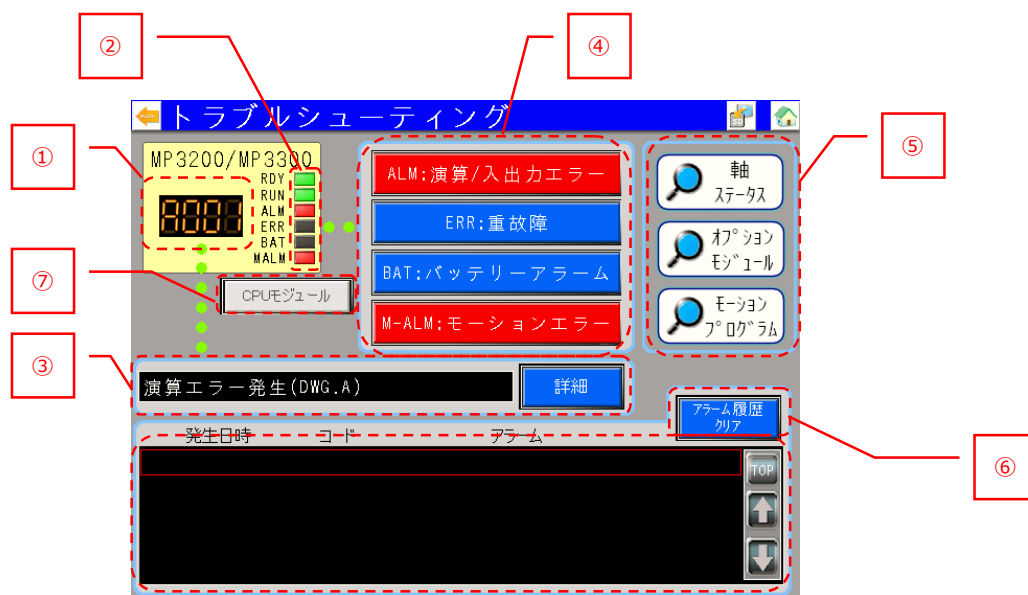 ②
④
トラブルシューティング
①
⑤
MP3200/MP3300
RDY
RUN
ALM
ERR
BAT
MALM
A001
ALM:演算/入出力エラー
ERR:重故障
BAT:バッテリーアラーム
M-ALM:モーションエラー
軸
ステータス
オプション
モジュール
モーション
プログラム
⑦
CPUモジュール
③
演算エラー発生(DWG.A)
詳細
アラーム履歴
クリア
⑥
発生日時 コード アラーム
TOP